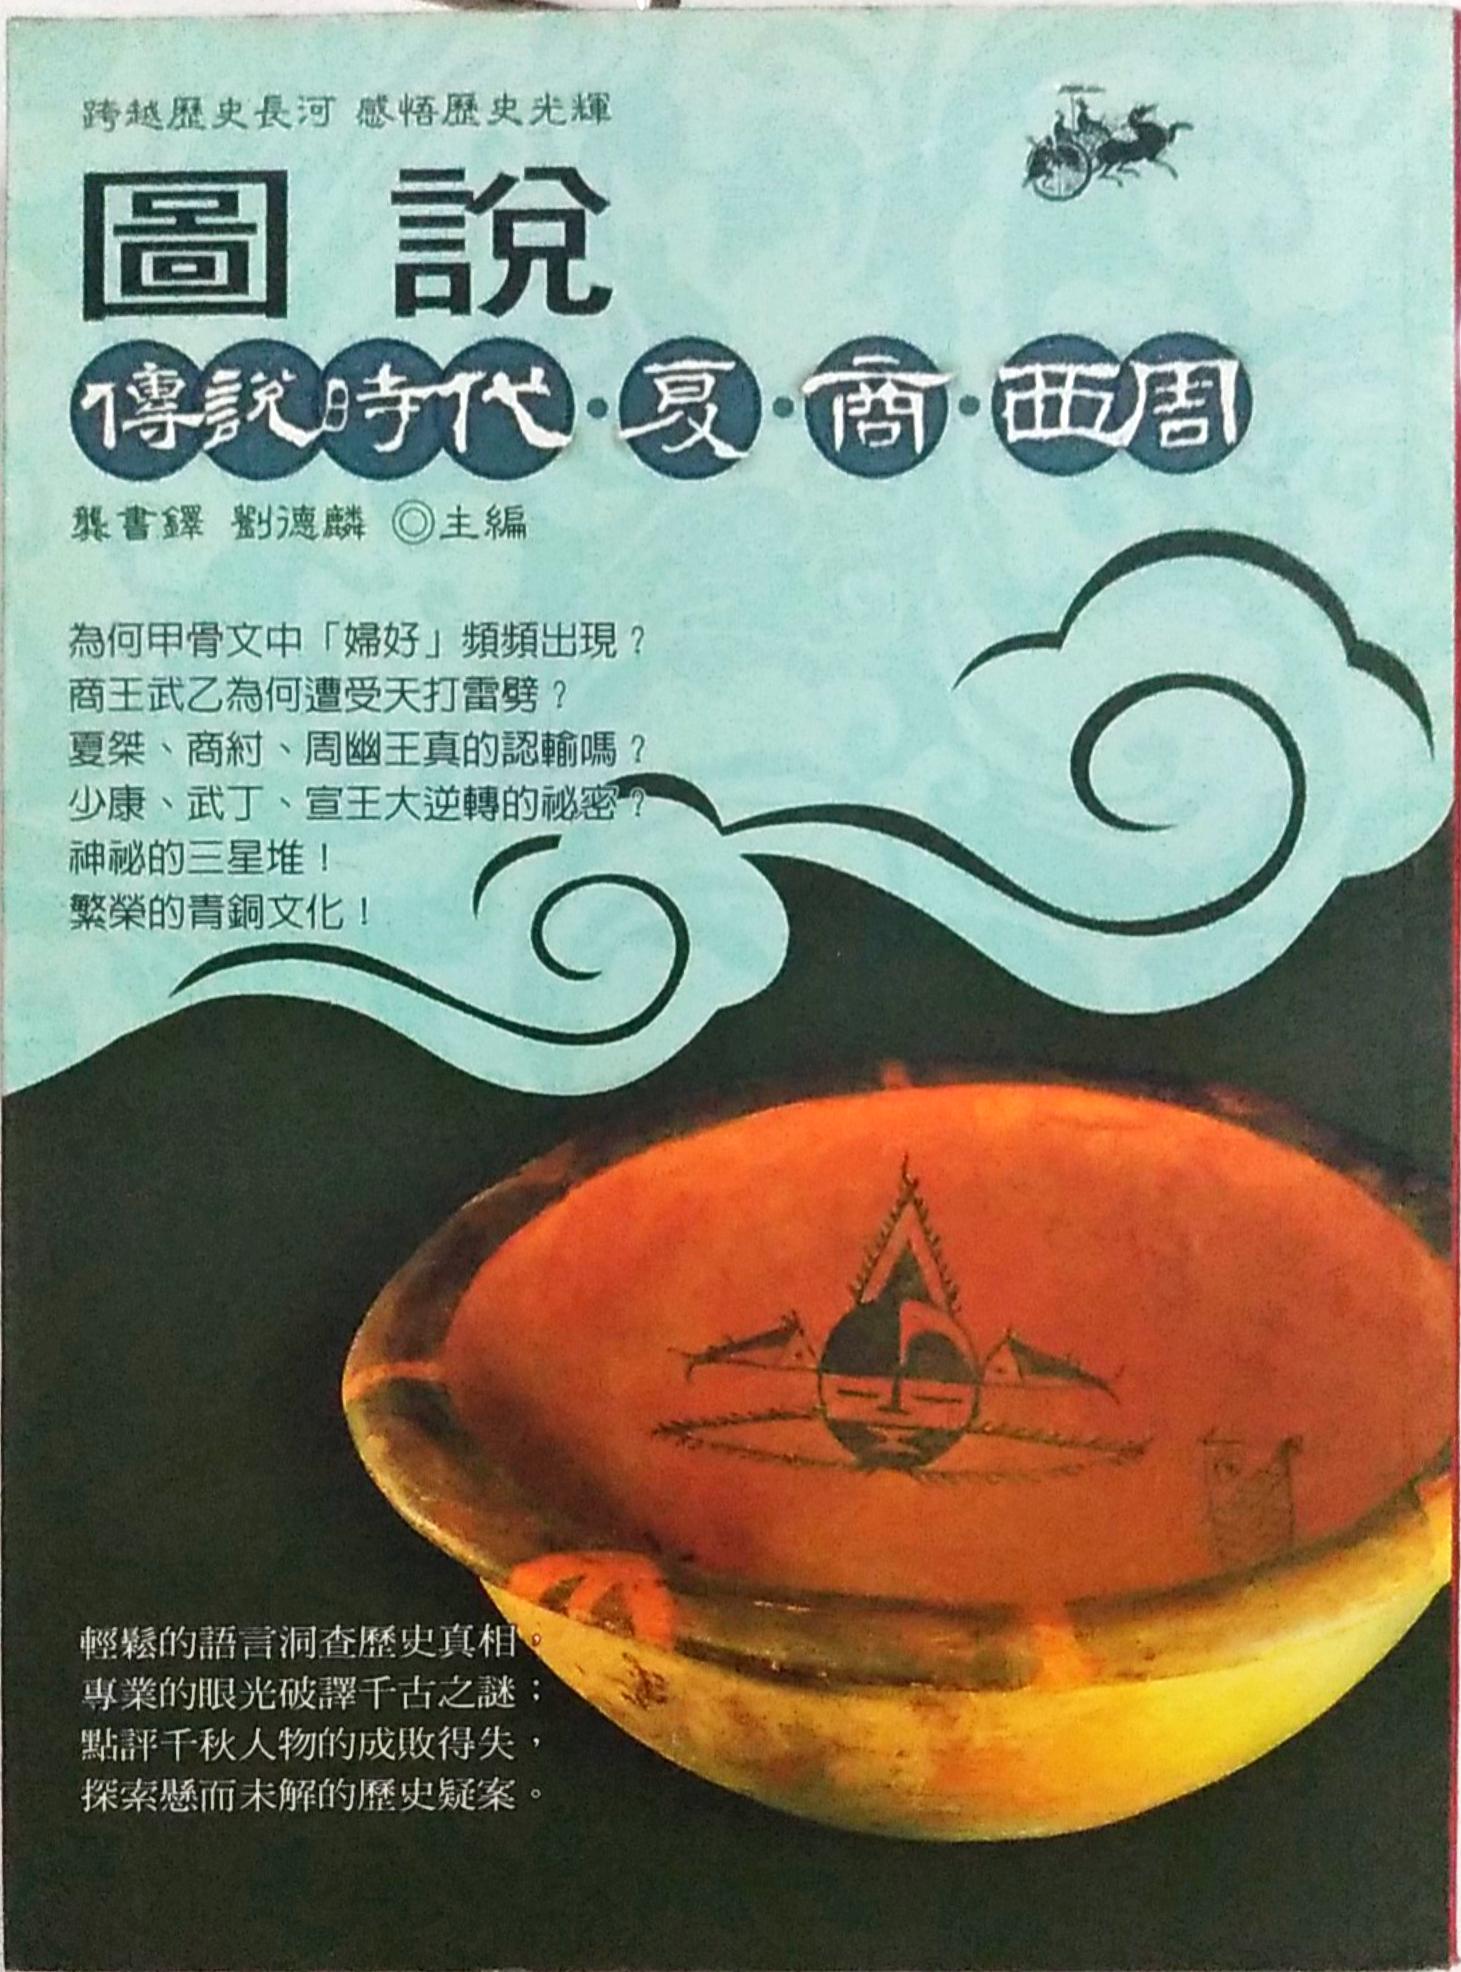 跨越歷史長河 感悟歷史光輝
圖說
傳說時代・夏・商・西周
龔書鐸 劉德麟 ◎主編
為何甲骨文中「婦好」頻頻出現？
商王武乙為何遭受天打雷劈？
夏桀、商紂、周幽王真的認輸嗎？
少康、武丁、宣王大逆轉的祕密？
神祕的三星堆！
繁榮的青銅文化！
輕鬆的語言洞查歷史真相，
專業的眼光破譯千古之謎；
點評千秋人物的成敗得失，
探索懸而未解的歷史疑案。